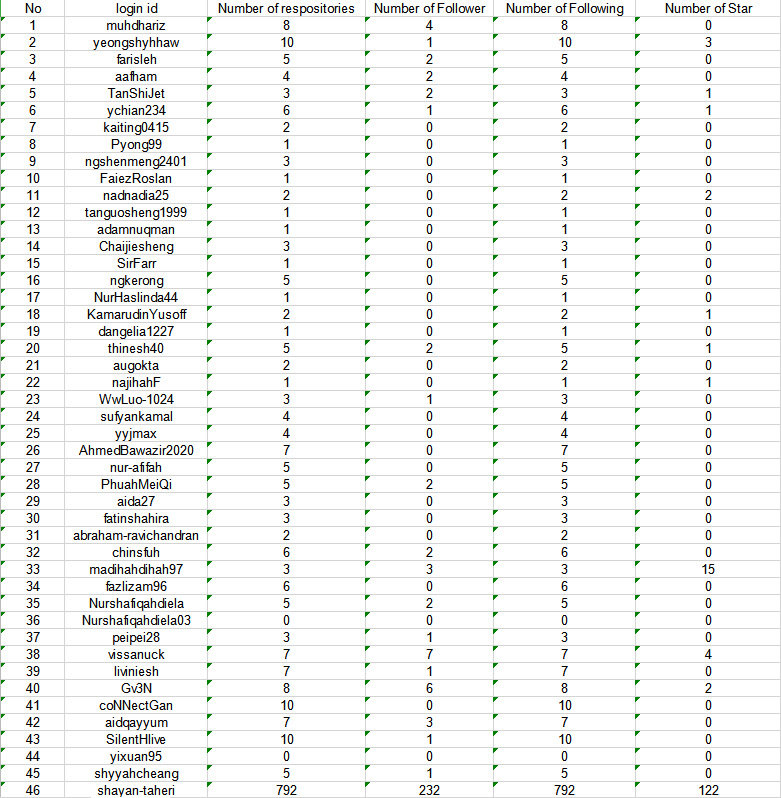 No login id Number of respositories Number of Follower Number of Following Number of Star
1 muhdhariz 8 4 8 0
2 yeongshyhhaw 10 1 10 3
3 farisleh 5 2 5 0
4 aafham 4 2 4 0
5 TanShiJet 3 2 3 1
6 ychian234 6 1 6 1
7 kaiting0415 2 0 2 0
8 Pyong99 1 0 1 0
9 ngshenmeng2401 3 0 3 0
10 FaiezRoslan 1 0 1 0
11 nadnadia25 2 0 2 2
12 tanguosheng1999 1 0 1 0
13 adamnuqman 1 0 1 0
14 Chaijiesheng 3 0 3 0
15 SirFarr 1 0 1 0
16 ngkerong 5 0 5 0
17 NurHaslinda44 1 0 1 0
18 KamarudinYusoff 2 0 2 1
19 dangelia1227 1 0 1 0
20 thinesh40 5 2 5 1
21 augokta 2 0 2 0
22 najihahF 1 0 1 1
23 WwLuo-1024 3 1 3 0
24 sufyankamal 4 0 4 0
25 yyjmax 4 0 4 0
26 AhmedBawazir2020 7 0 7 0
27 nur-afifah 5 0 5 0
28 PhuahMeiQi 5 2 5 0
29 aida27 3 0 3 0
30 fatinshahira 3 0 3 0
31 abraham-ravichandran 2 0 2 0
32 chinsfuh 6 2 6 0
33 madihahdihah97 3 3 3 15
34 fazlizam96 6 0 6 0
35 Nurshafiqahdiela 5 2 5 0
36 Nurshafiqahdiela03 0 0 0 0
37 peipei28 3 1 3 0
38 vissanuck 7 7 7 4
39 liviniesh 7 1 7 0
40 Gv3N 8 6 8 2
41 coNNectGan 10 0 10 0
42 aidqayyum 7 3 7 0
43 SilentHlive 10 1 10 0
44 yixuan95 0 0 0 0
45 shyyahcheang 5 1 5 0
46 shayan-taheri 792 232 792 122